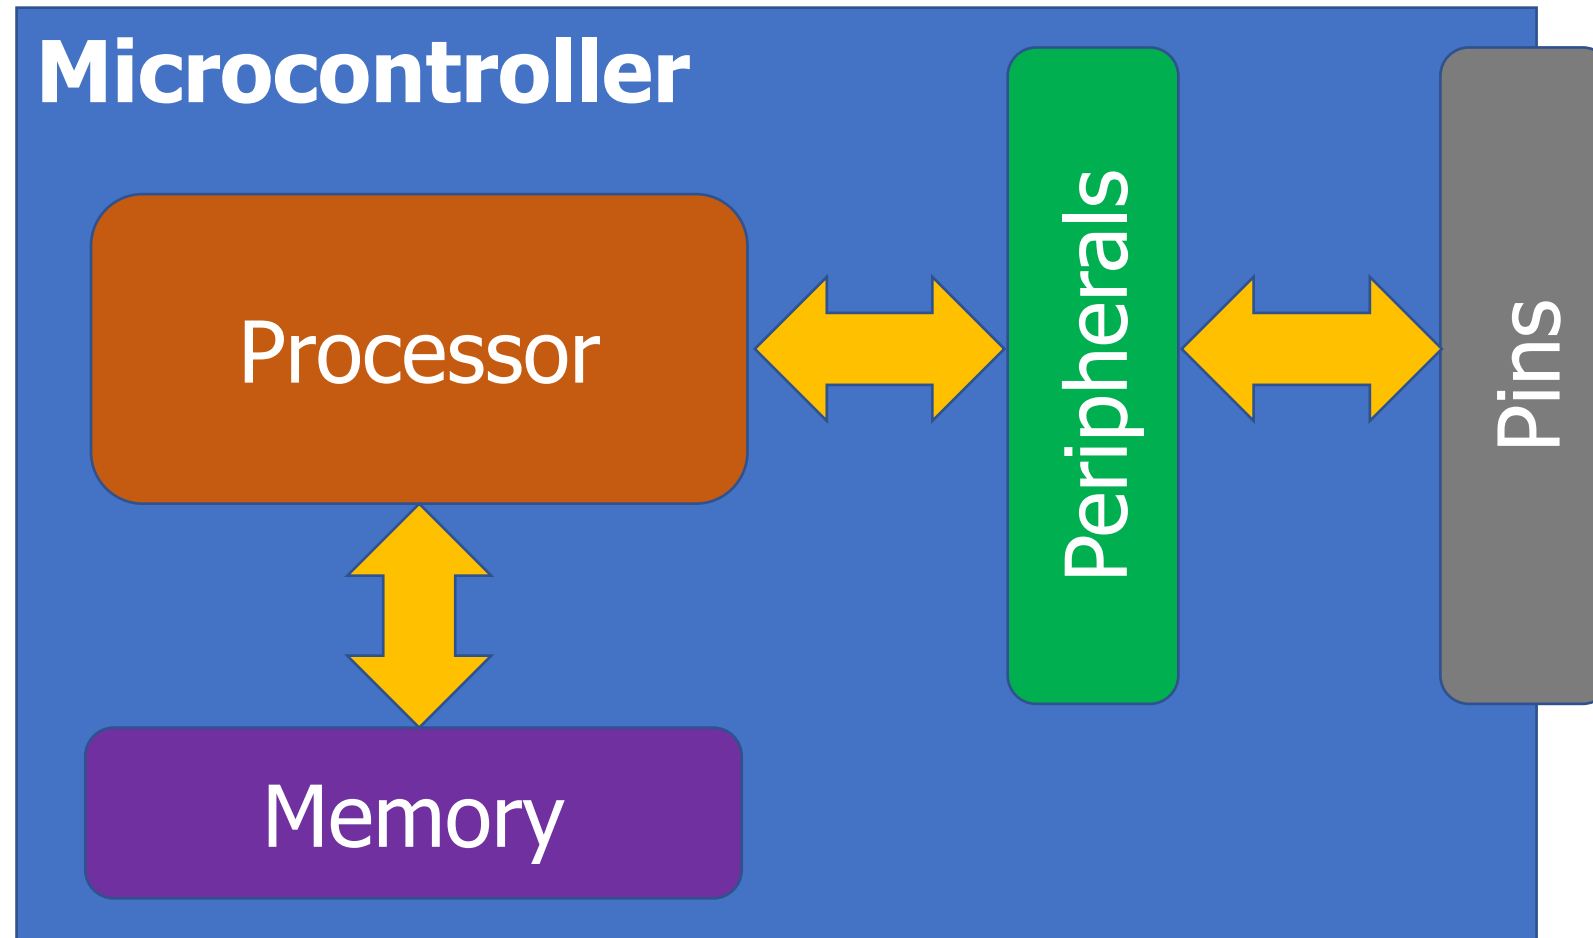 Microcontroller
Processor
Peripherals
Pins
Memory